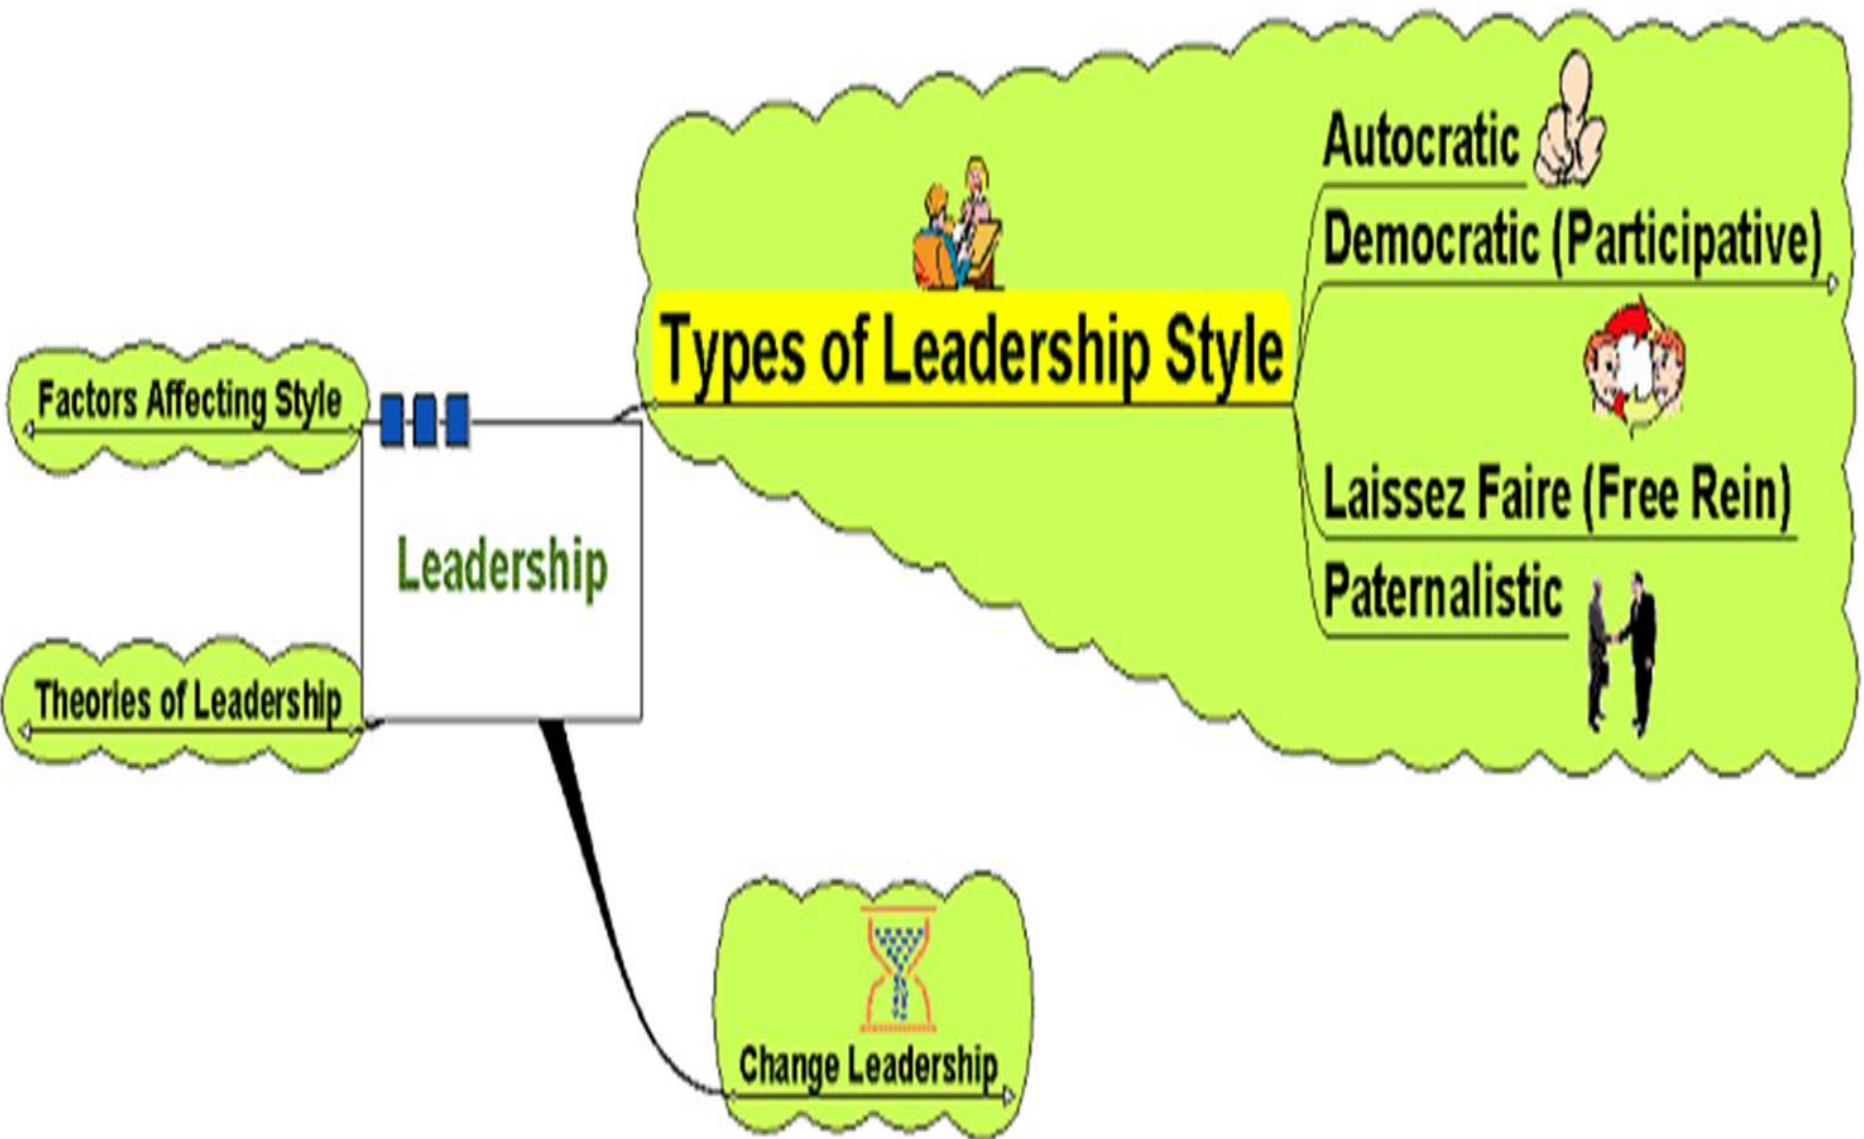 Autocratic
Democratic (Participative)
Types of Leadership Style
Factors Affecting Style
Laissez Faire (Free Rein)
Leadership
Paternalistic
Theories of Leadership
Change Leadership